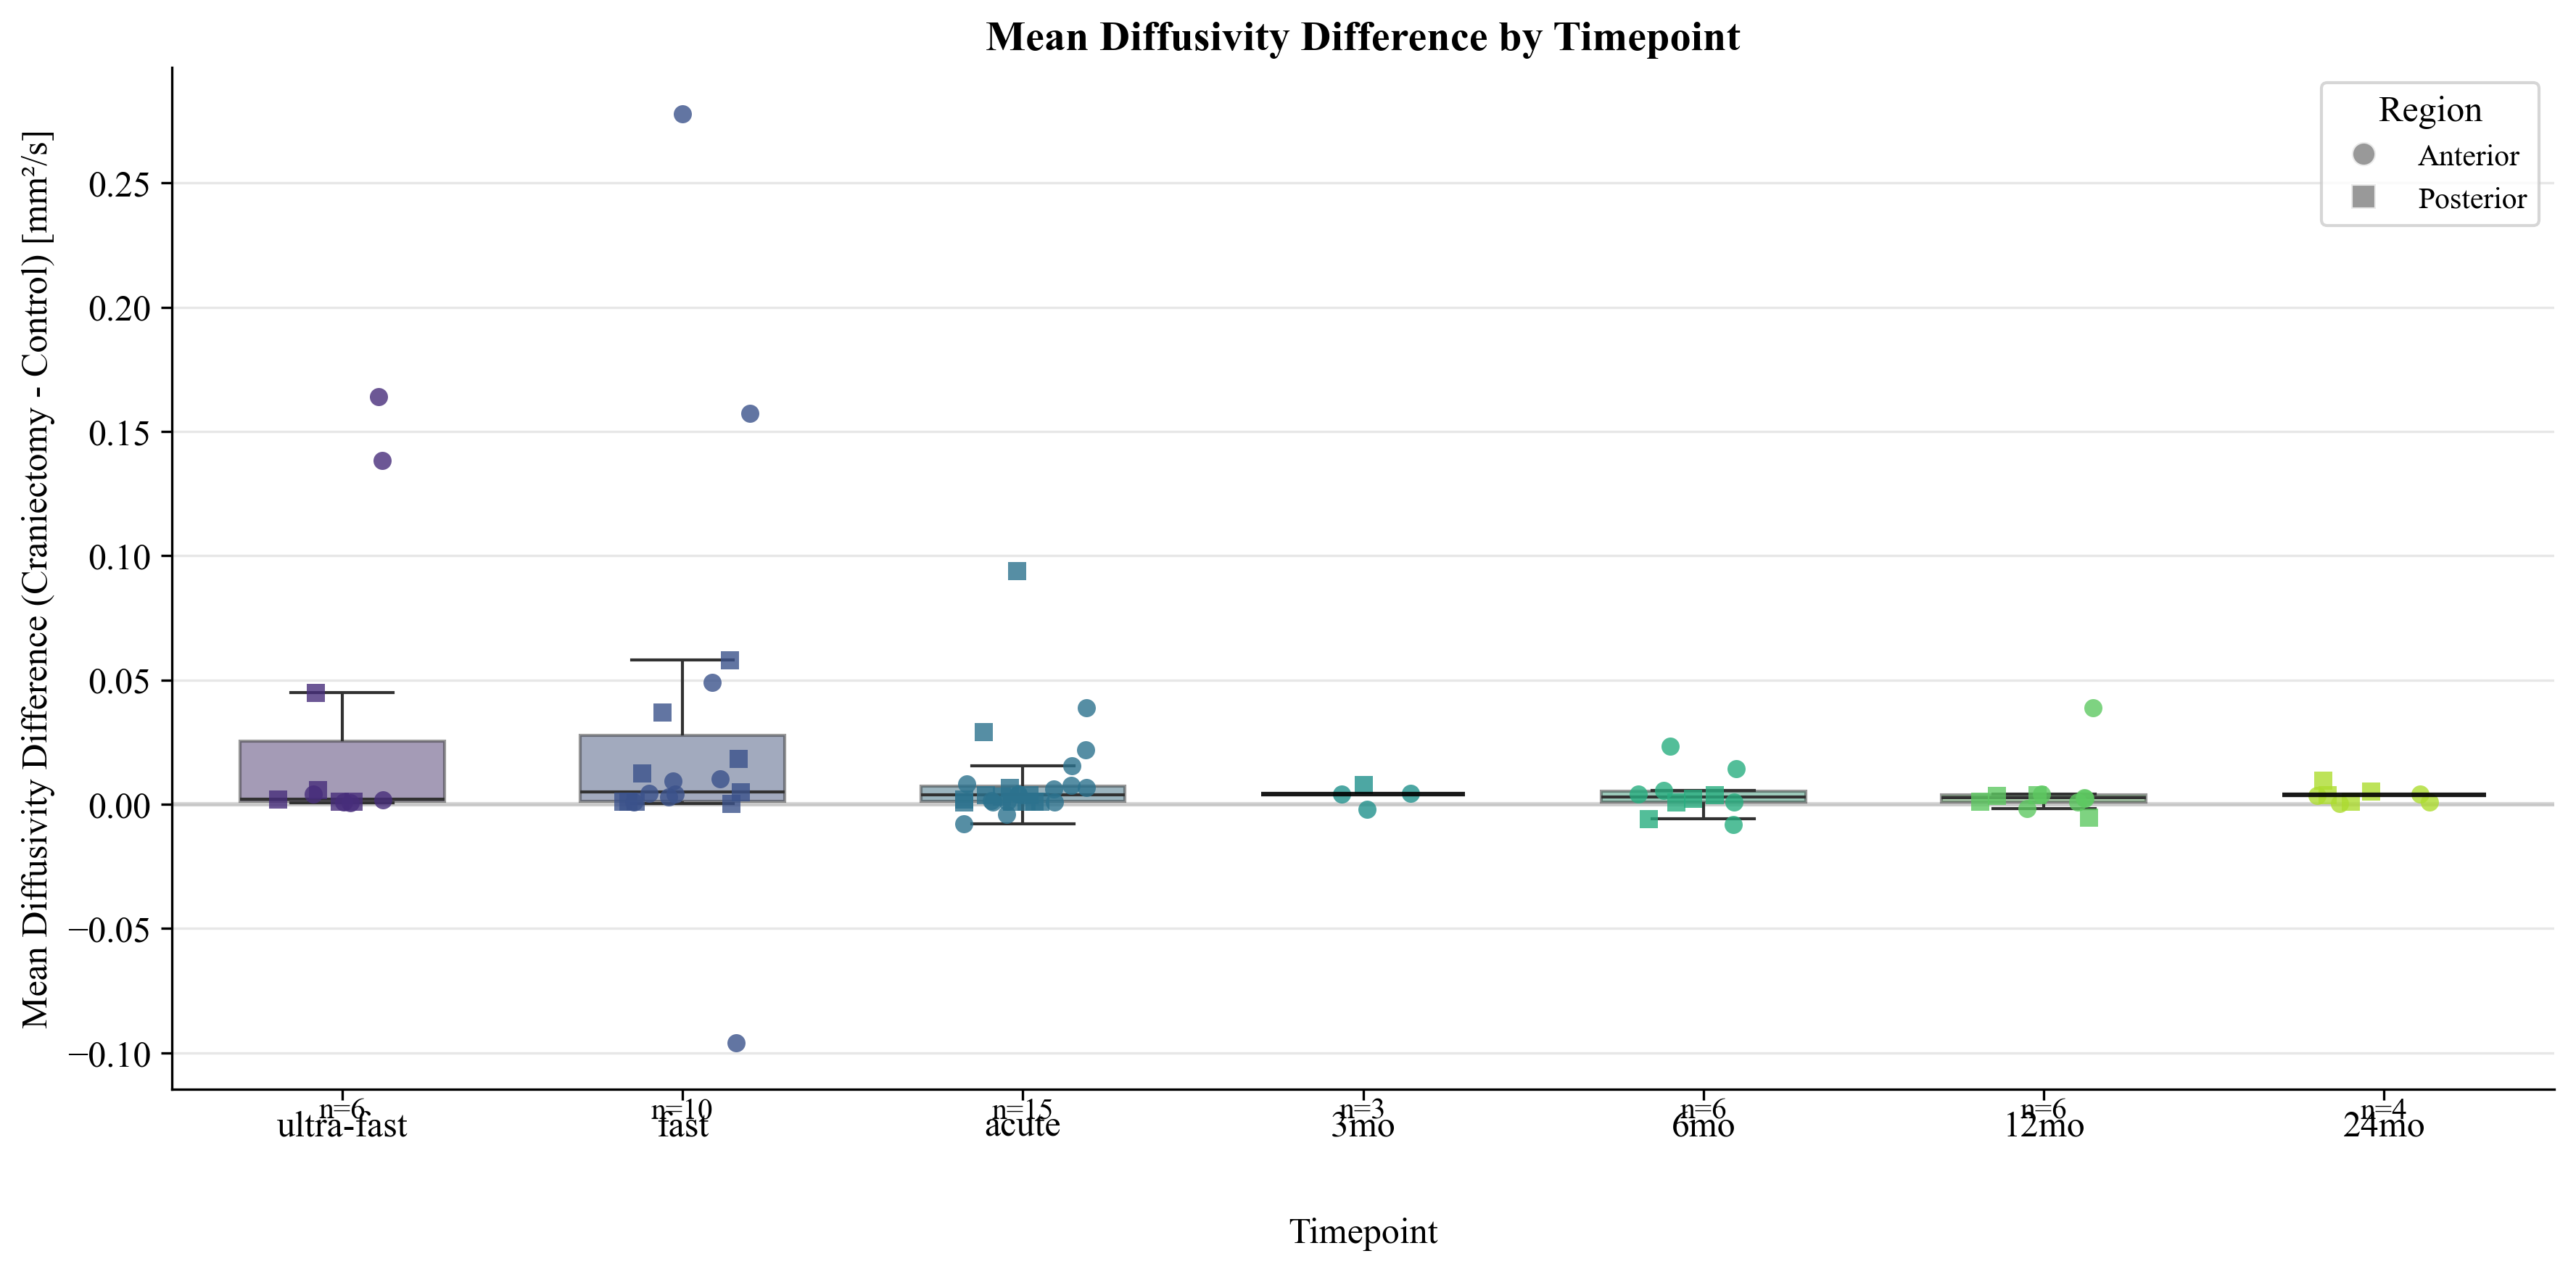 Mean Diffusivity Difference by Timepoint
Mean Diffusivity Difference (Craniectomy - Control) [mm²/s]
Region
Anterior
Posterior
0.25
0.20
0.15
0.10
0.05
0.00
−0.05
−0.10
n=6 n=10 n=15 n=3 n=6 n=6 n=4
ultra-fast fast acute 3mo 6mo 12mo 24mo
Timepoint